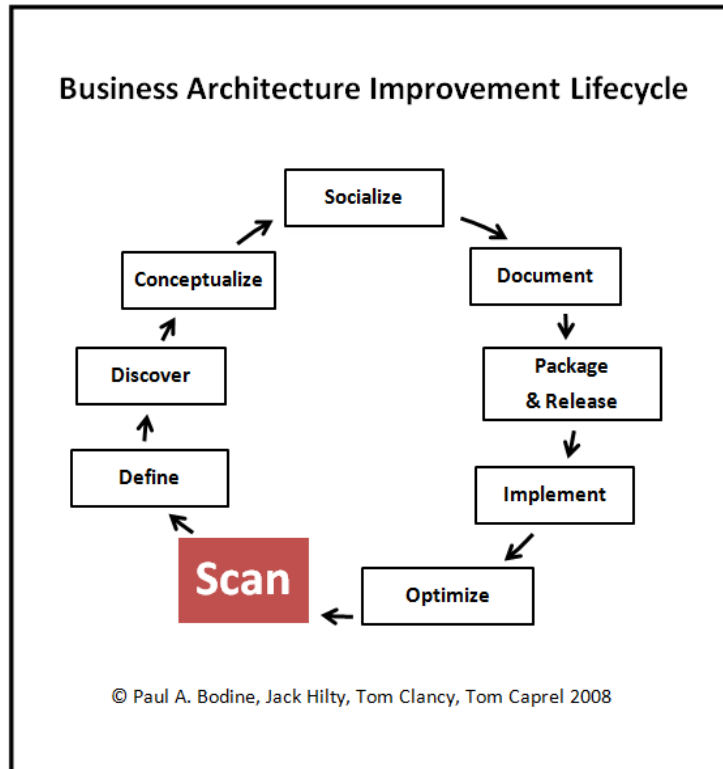 Business Architecture Improvement Lifecycle
Socialize
Conceptualize
Document
Discover
Package
& Release
Define
Implement
Scan
Optimize
© Paul A. Bodine, Jack Hilty, Tom Clancy, Tom Caprel 2008